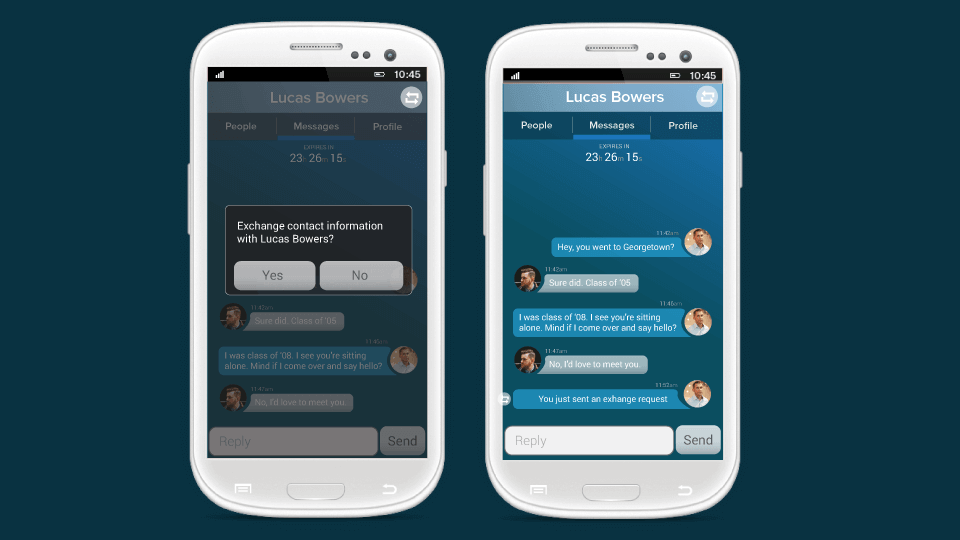 10:45
Lucas Bowers
People Messages Profile
EXPIRES IN
23h 26m 15s
Exchange contact information
with Lucas Bowers?
Yes No
11:42am
Sure did. Class of '05
11:46am
I was class of '08. I see you're sitting
alone. Mind if I come over and say hello?
11:47am
No, I'd love to meet you.
Reply Send
10:45
Lucas Bowers
People Messages Profile
EXPIRES IN
23h 26m 15s
11:42am
Hey, you went to Georgetown?
11:42am
Sure did. Class of '05
11:46am
I was class of '08. I see you're sitting
alone. Mind if I come over and say hello?
11:47am
No, I'd love to meet you.
11:52am
You just sent an exhange request
Reply Send